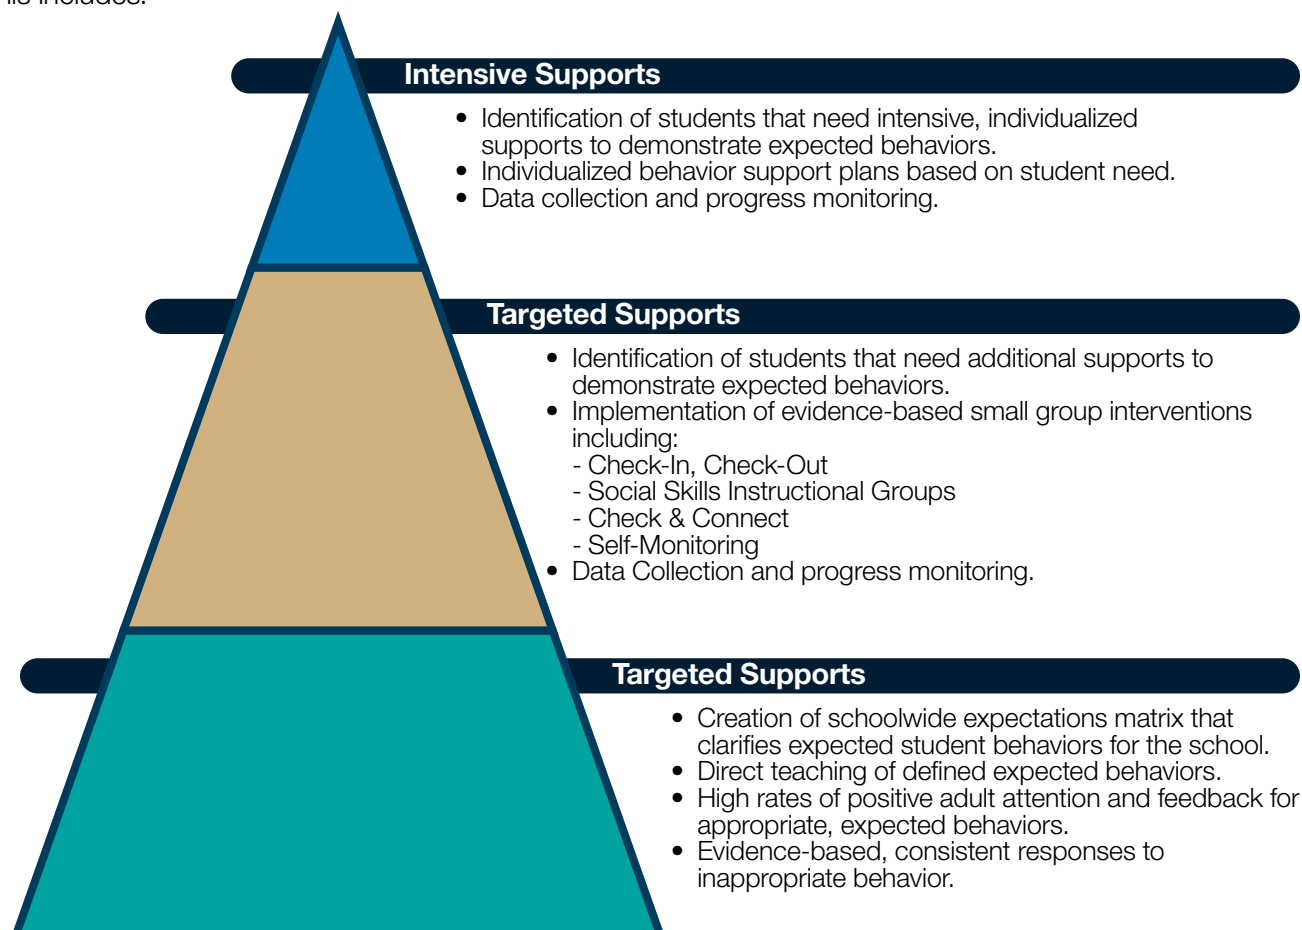 his includes:
Intensive Supports
• Identification of students that need intensive, individualized
supports to demonstrate expected behaviors.
• Individualized behavior support plans based on student need.
• Data collection and progress monitoring.
Targeted Supports
• Identification of students that need additional supports to
demonstrate expected behaviors.
• Implementation of evidence-based small group interventions
including:
- Check-In, Check-Out
- Social Skills Instructional Groups
- Check & Connect
- Self-Monitoring
• Data Collection and progress monitoring.
Targeted Supports
• Creation of schoolwide expectations matrix that
clarifies expected student behaviors for the school.
• Direct teaching of defined expected behaviors.
• High rates of positive adult attention and feedback for
appropriate, expected behaviors.
• Evidence-based, consistent responses to
inappropriate behavior.